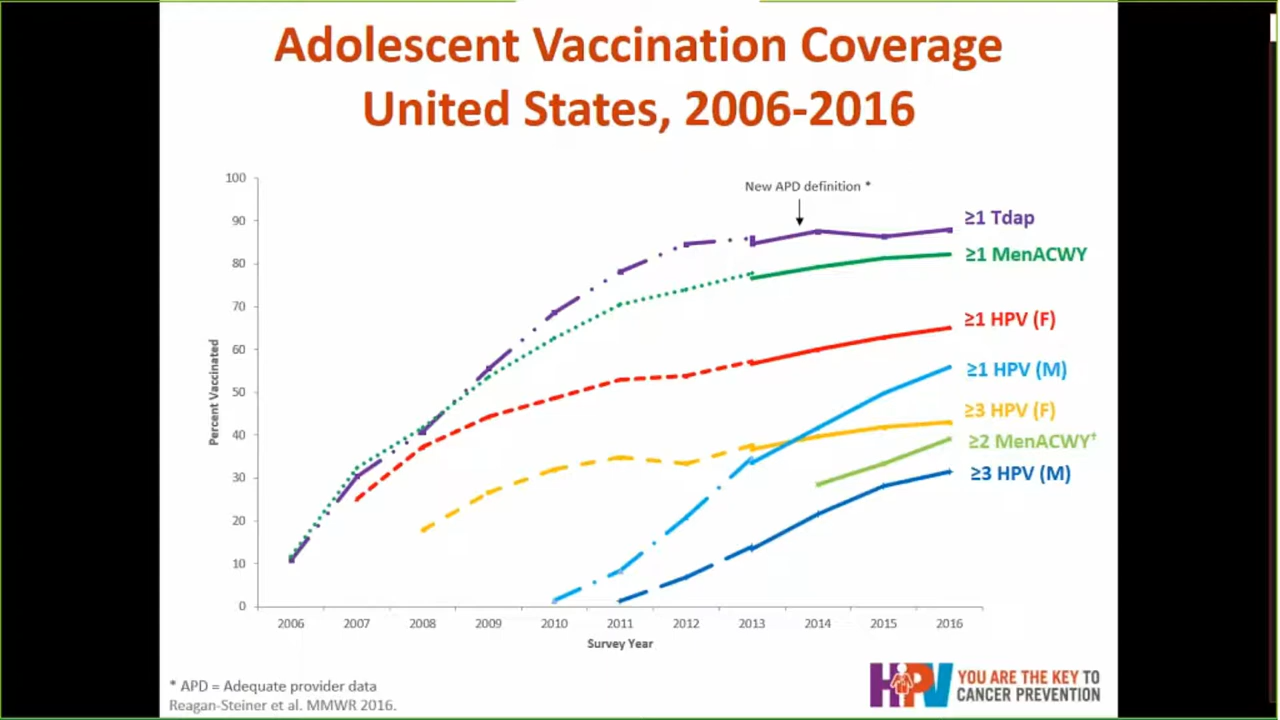 Adolescent Vaccination Coverage
United States, 2006-2016
New APD definition *
100
90
80
70
60
50
40
30
20
10
0
Percent Vaccinated
≥1 Tdap
≥1 MenACWY
≥1 HPV (F)
≥1 HPV (M)
≥3 HPV (F)
≥2 MenACWY†
≥3 HPV (M)
2006 2007 2008 2009 2010 2011 2012 2013 2014 2015 2016
Survey Year
* APD = Adequate provider data
Reagan-Steiner et al. MMWR 2016.
HPV
YOU ARE THE KEY TO
CANCER PREVENTION